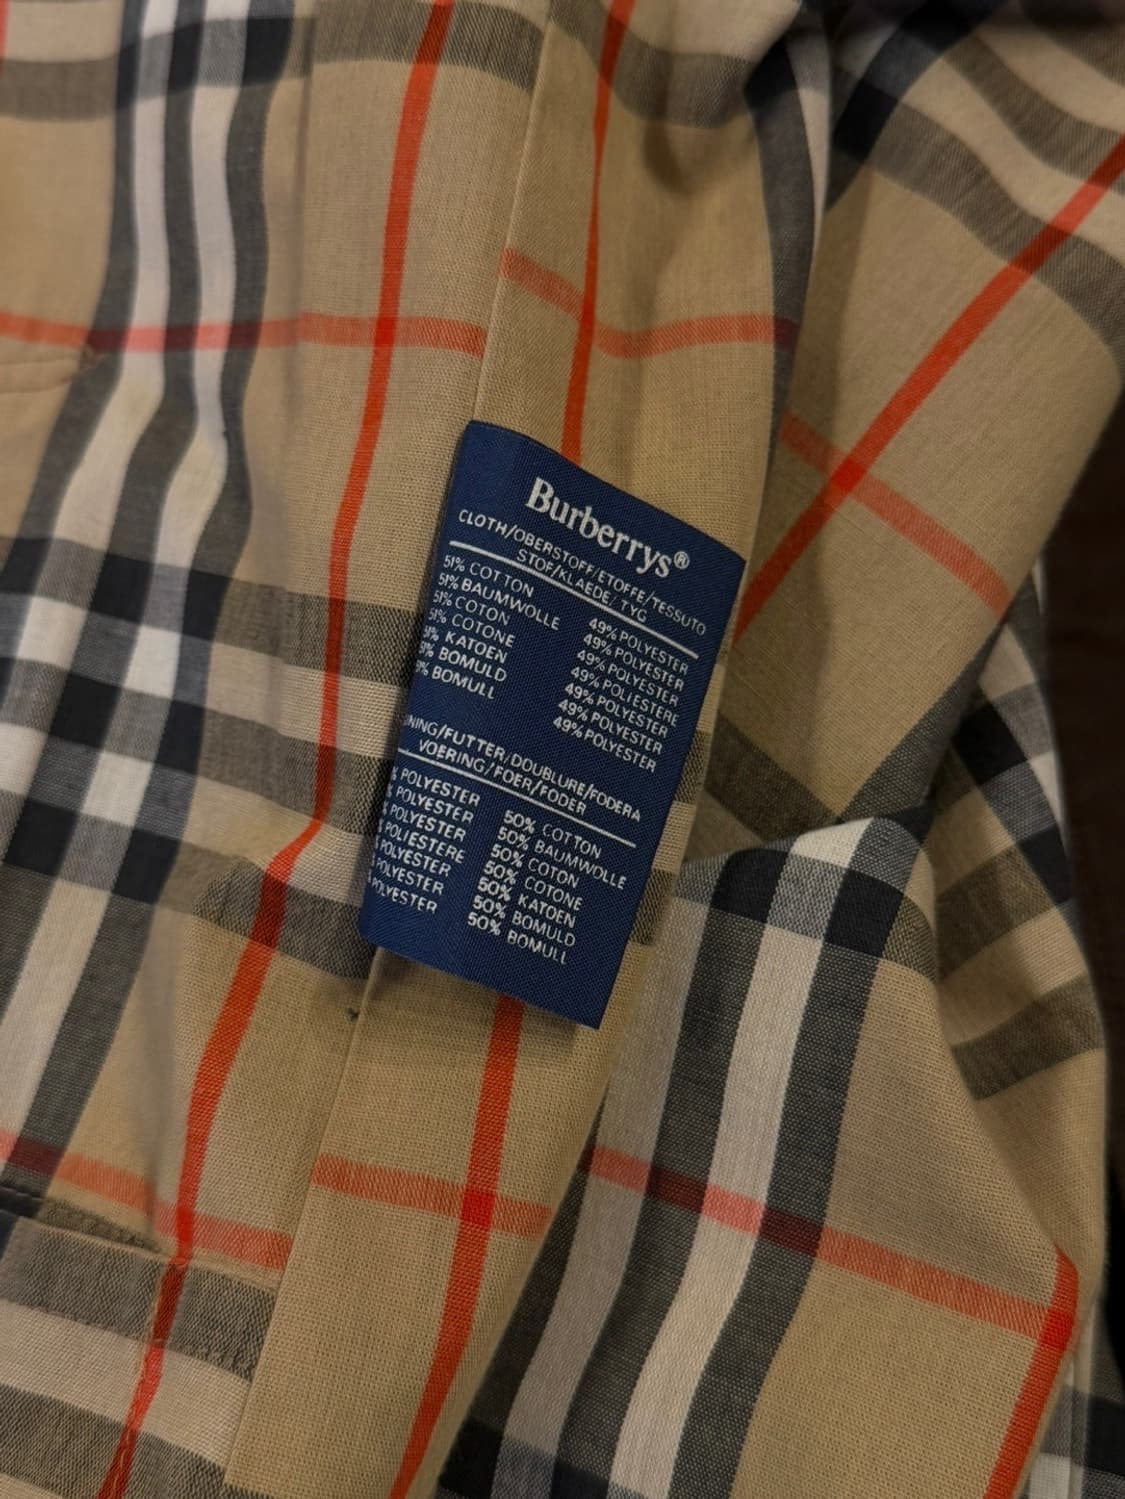 Burberrys®
CLOTH/OBERSTOFF/ETOFFE/TESSUTO
STOF/KLAEDE/TYG
51% COTTON 49% POLYESTER
51% BAUMWOLLE 49% POLYESTER
51% COTON 49% POLYESTER
51% COTONE 49% POLIESTERE
% KATOEN 49% POLYESTER
% BOMULD 49% POLYESTER
% BOMULL 49% POLYESTER
NING/FUTTER/DOUBLURE/FODERA
VOERING/FOER/FODER
% POLYESTER 50% COTTON
POLYESTER 50% BAUMWOLLE
POLYESTER 50% COTON
POLIESTERE 50% COTONE
POLYESTER 50% KATOEN
POLYESTER 50% BOMULD
POLYESTER 50% BOMULL